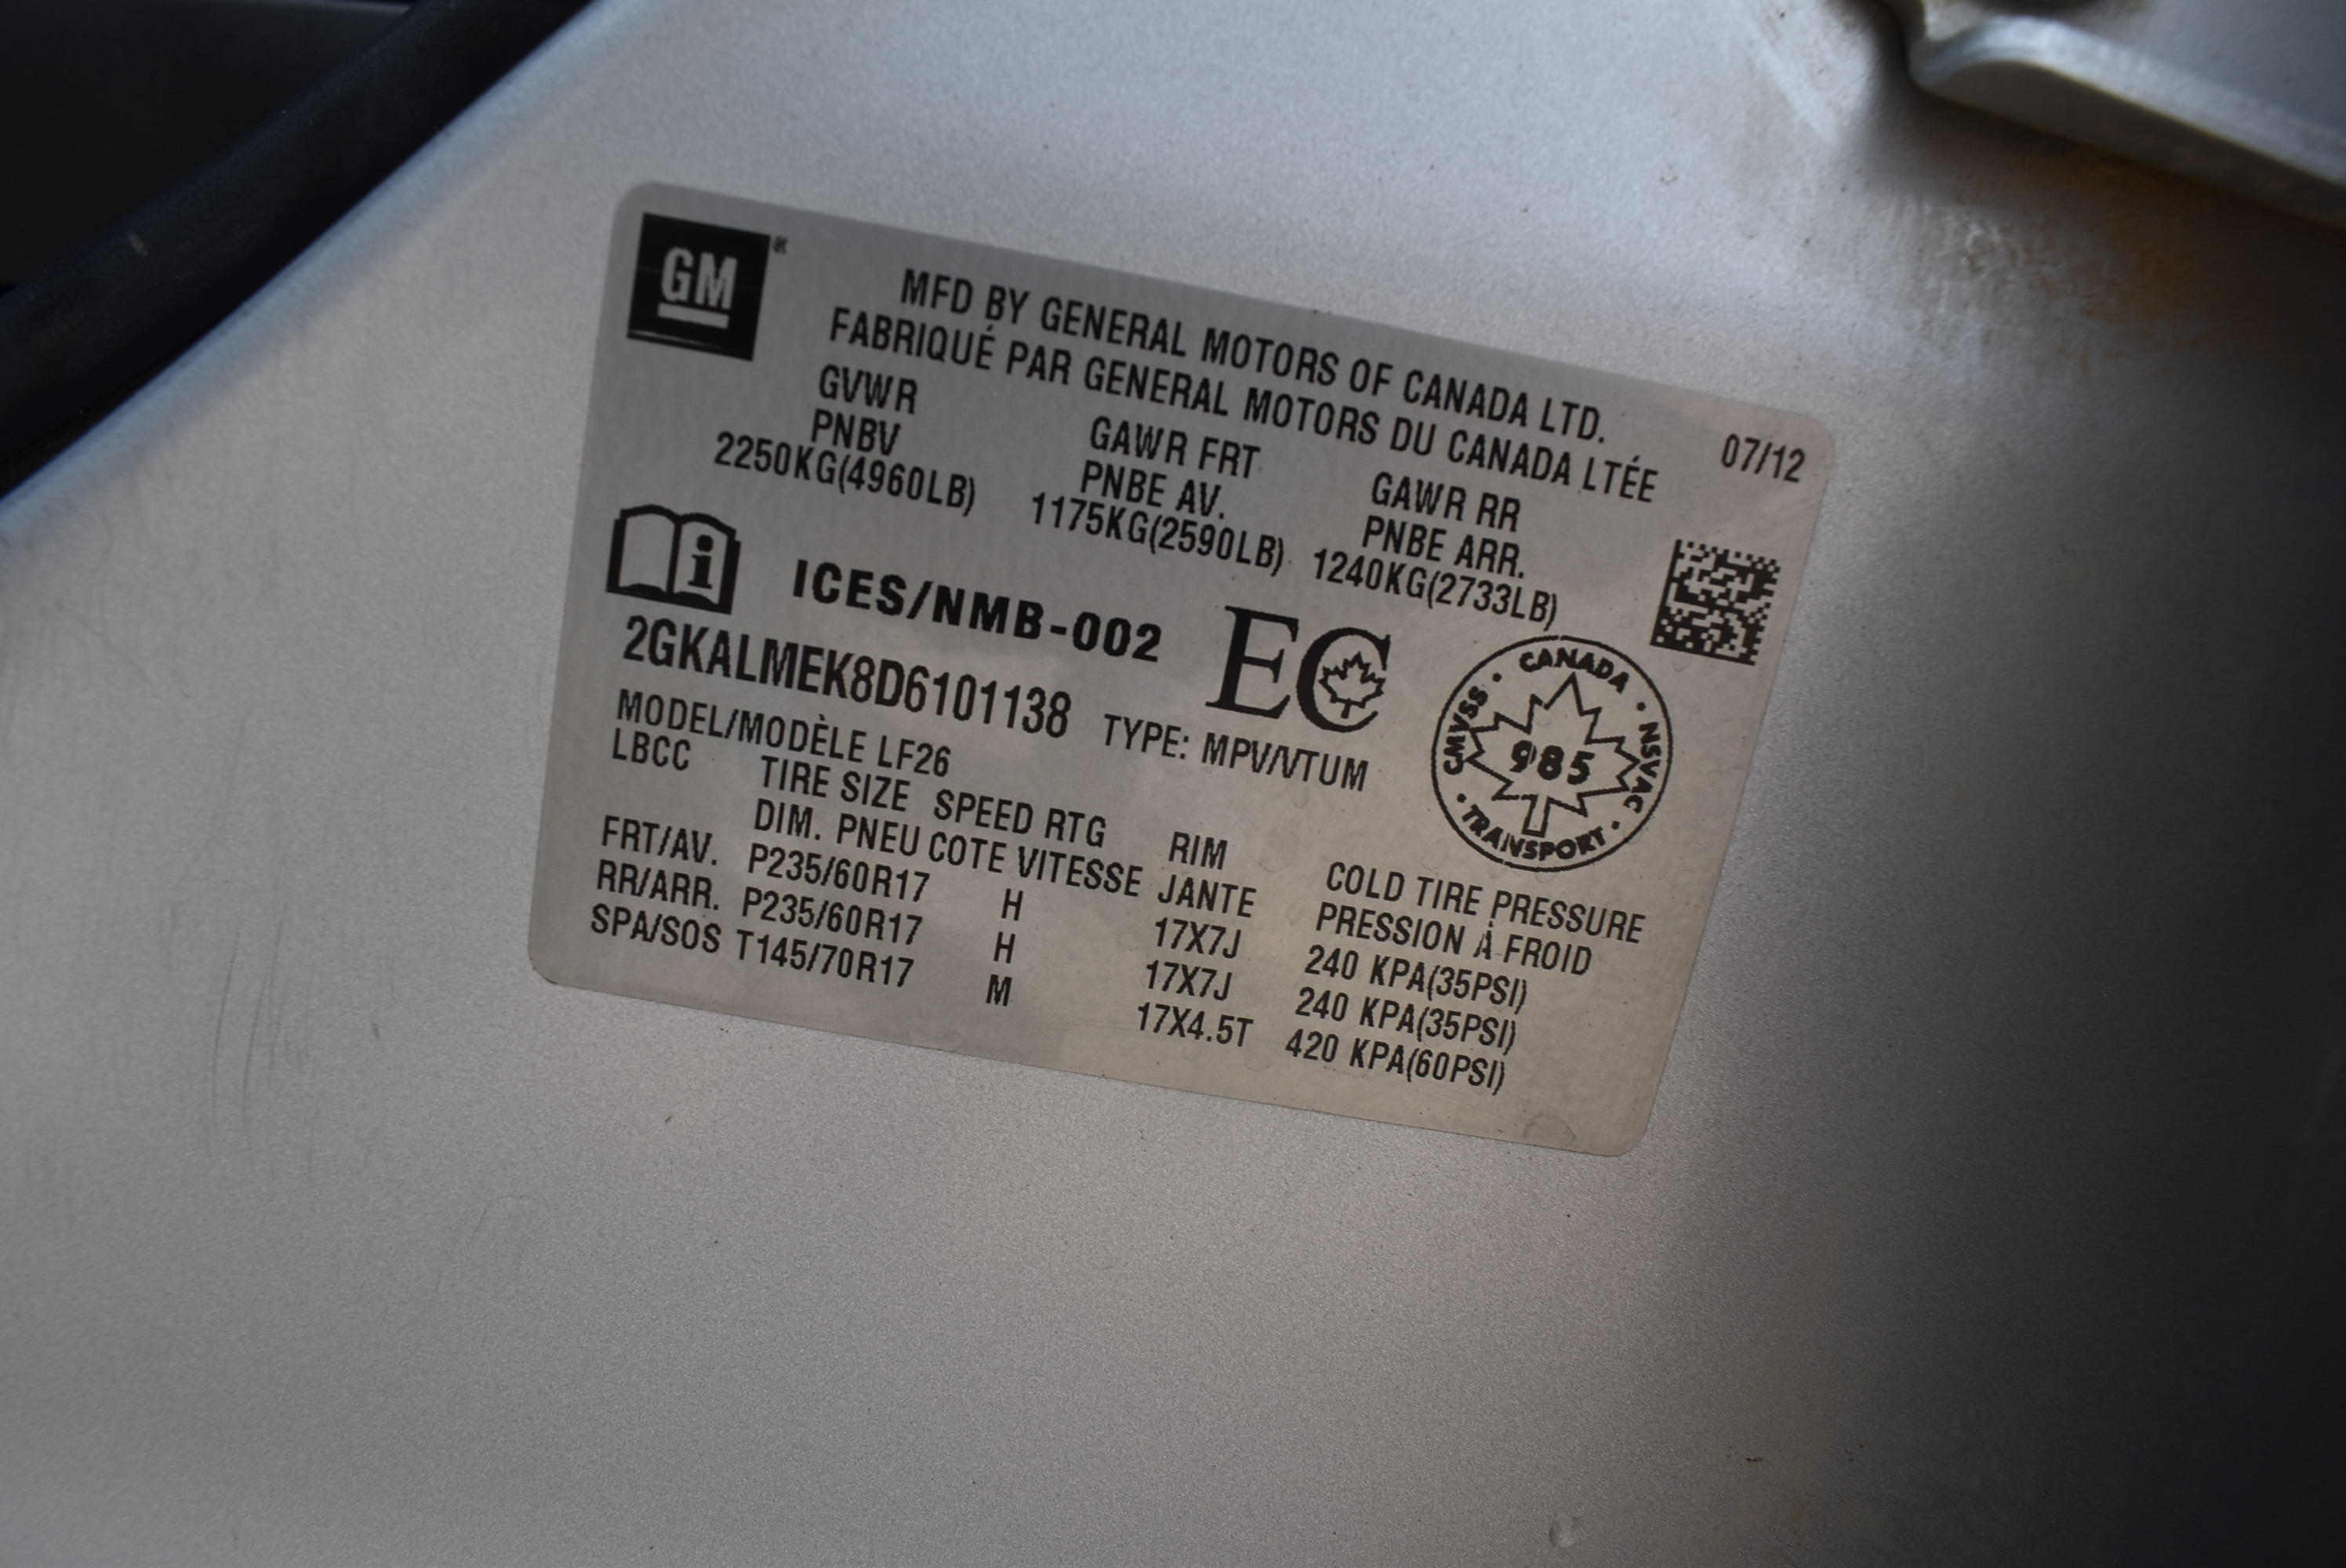 GM
MFD BY GENERAL MOTORS OF CANADA LTD.
FABRIQUÉ PAR GENERAL MOTORS DU CANADA LTÉE
07/12
GVWR GAWR FRT GAWR RR
PNBV PNBE AV. PNBE ARR.
2250KG(4960LB) 1175KG(2590LB) 1240KG(2733LB)
i ICES/NMB-002 EC
2GKALMEK8D6101138 TYPE: MPV/VTUM
CANADA · NSVAC · TRANSPORT · CMVSS ·
985
MODEL/MODÈLE LF26
LBCC TIRE SIZE SPEED RTG RIM COLD TIRE PRESSURE
DIM. PNEU COTE VITESSE JANTE PRESSION À FROID
FRT/AV. P235/60R17 H 17X7J 240 KPA(35PSI)
RR/ARR. P235/60R17 H 17X7J 240 KPA(35PSI)
SPA/SOS T145/70R17 M 17X4.5T 420 KPA(60PSI)